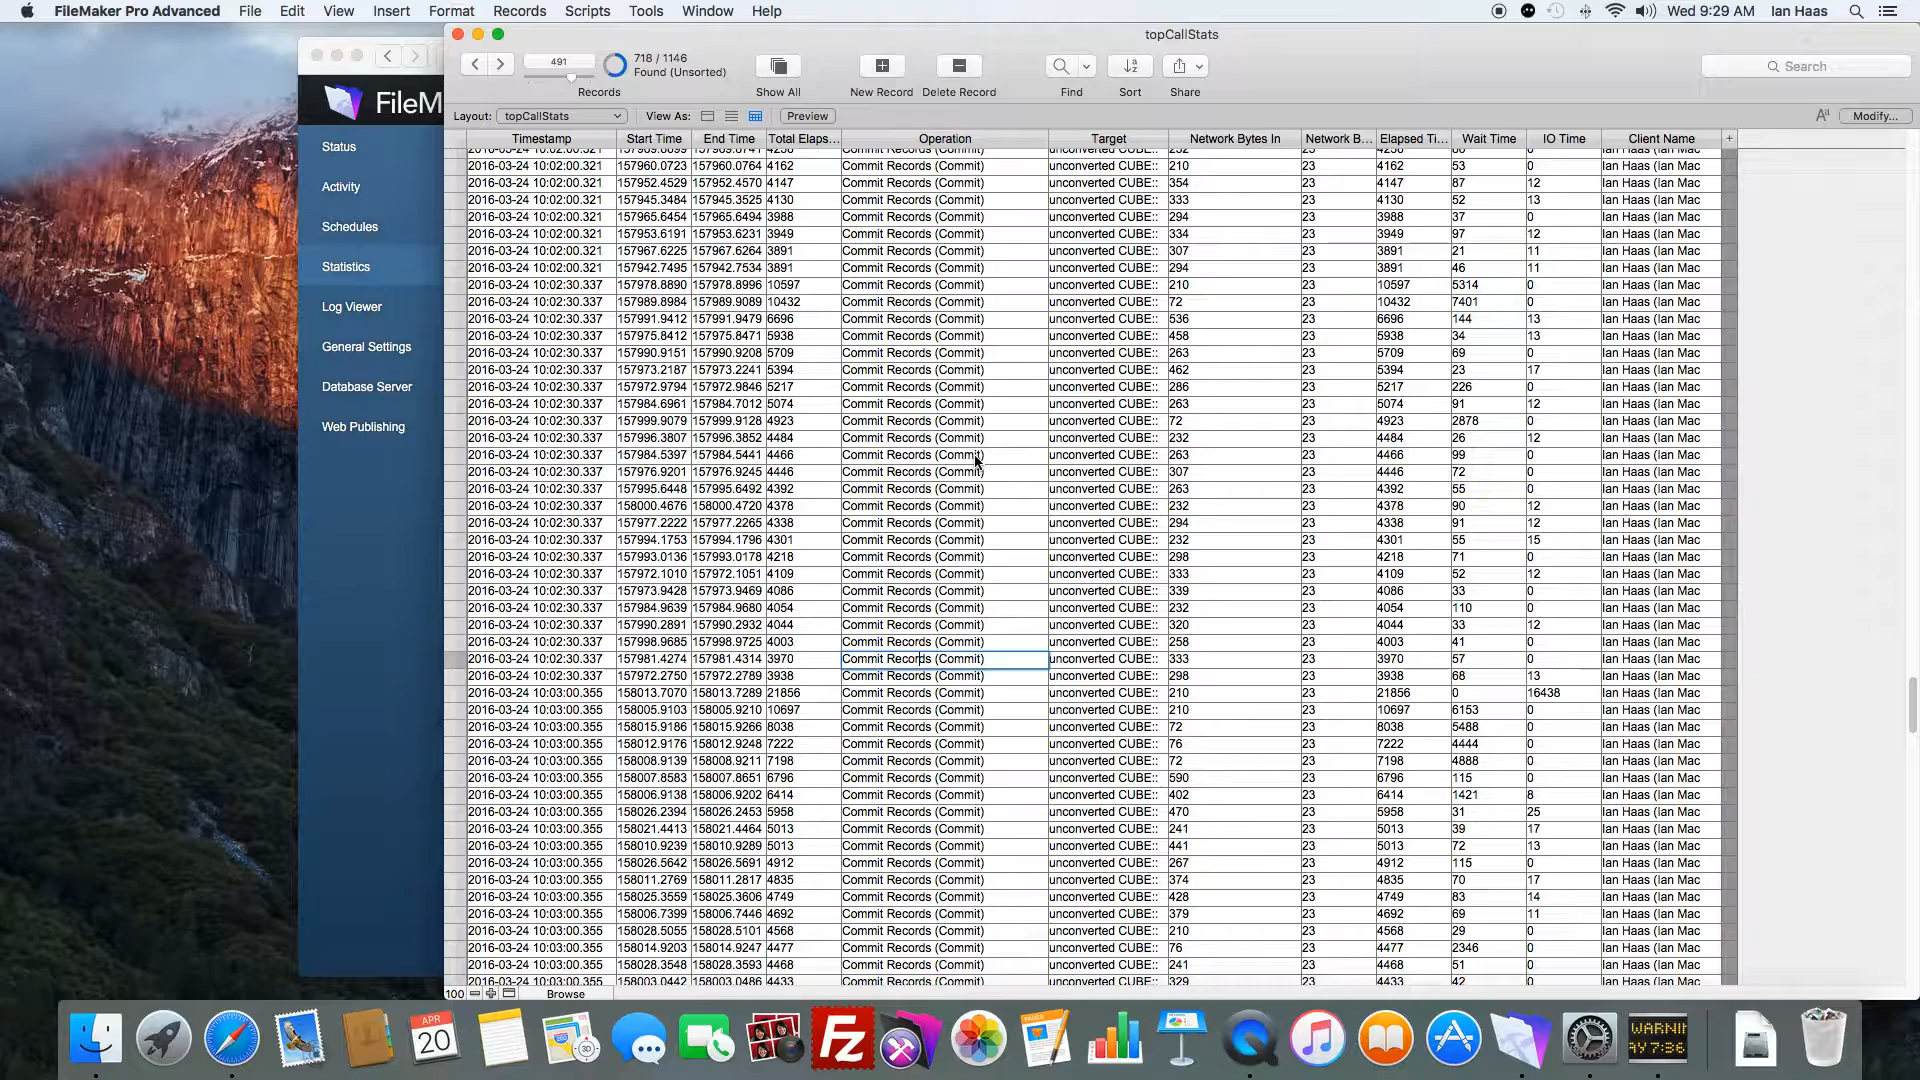 FileMaker Pro Advanced File Edit View Insert Format Records Scripts Tools Window Help Wed 9:29 AM Ian Haas
topCallStats
491 718 / 1146 Found (Unsorted)
Records Show All New Record Delete Record Find Sort Share Search
Layout: topCallStats View As: Preview Modify...
FileM
Status
Activity
Schedules
Statistics
Log Viewer
General Settings
Database Server
Web Publishing
Timestamp Start Time End Time Total Elaps... Operation Target Network Bytes In Network B... Elapsed Ti... Wait Time IO Time Client Name +
2016-03-24 10:02:00.321 157960.0723 157960.0764 4162 Commit Records (Commit) unconverted CUBE:: 210 23 4162 53 0 Ian Haas (Ian Mac
2016-03-24 10:02:00.321 157952.4529 157952.4570 4147 Commit Records (Commit) unconverted CUBE:: 354 23 4147 87 12 Ian Haas (Ian Mac
2016-03-24 10:02:00.321 157945.3484 157945.3525 4130 Commit Records (Commit) unconverted CUBE:: 333 23 4130 52 13 Ian Haas (Ian Mac
2016-03-24 10:02:00.321 157965.6454 157965.6494 3988 Commit Records (Commit) unconverted CUBE:: 294 23 3988 37 0 Ian Haas (Ian Mac
2016-03-24 10:02:00.321 157953.6191 157953.6231 3949 Commit Records (Commit) unconverted CUBE:: 334 23 3949 97 12 Ian Haas (Ian Mac
2016-03-24 10:02:00.321 157967.6225 157967.6264 3891 Commit Records (Commit) unconverted CUBE:: 307 23 3891 21 11 Ian Haas (Ian Mac
2016-03-24 10:02:00.321 157942.7495 157942.7534 3891 Commit Records (Commit) unconverted CUBE:: 294 23 3891 46 11 Ian Haas (Ian Mac
2016-03-24 10:02:30.337 157978.8890 157978.8996 10597 Commit Records (Commit) unconverted CUBE:: 210 23 10597 5314 0 Ian Haas (Ian Mac
2016-03-24 10:02:30.337 157989.8984 157989.9089 10432 Commit Records (Commit) unconverted CUBE:: 72 23 10432 7401 0 Ian Haas (Ian Mac
2016-03-24 10:02:30.337 157991.9412 157991.9479 6696 Commit Records (Commit) unconverted CUBE:: 536 23 6696 144 13 Ian Haas (Ian Mac
2016-03-24 10:02:30.337 157975.8412 157975.8471 5938 Commit Records (Commit) unconverted CUBE:: 458 23 5938 34 13 Ian Haas (Ian Mac
2016-03-24 10:02:30.337 157990.9151 157990.9208 5709 Commit Records (Commit) unconverted CUBE:: 263 23 5709 69 0 Ian Haas (Ian Mac
2016-03-24 10:02:30.337 157973.2187 157973.2241 5394 Commit Records (Commit) unconverted CUBE:: 462 23 5394 23 17 Ian Haas (Ian Mac
2016-03-24 10:02:30.337 157972.9794 157972.9846 5217 Commit Records (Commit) unconverted CUBE:: 286 23 5217 226 0 Ian Haas (Ian Mac
2016-03-24 10:02:30.337 157984.6961 157984.7012 5074 Commit Records (Commit) unconverted CUBE:: 263 23 5074 91 12 Ian Haas (Ian Mac
2016-03-24 10:02:30.337 157999.9079 157999.9128 4923 Commit Records (Commit) unconverted CUBE:: 72 23 4923 2878 0 Ian Haas (Ian Mac
2016-03-24 10:02:30.337 157996.3807 157996.3852 4484 Commit Records (Commit) unconverted CUBE:: 232 23 4484 26 12 Ian Haas (Ian Mac
2016-03-24 10:02:30.337 157984.5397 157984.5441 4466 Commit Records (Commit) unconverted CUBE:: 263 23 4466 99 0 Ian Haas (Ian Mac
2016-03-24 10:02:30.337 157976.9201 157976.9245 4446 Commit Records (Commit) unconverted CUBE:: 307 23 4446 72 0 Ian Haas (Ian Mac
2016-03-24 10:02:30.337 157995.6448 157995.6492 4392 Commit Records (Commit) unconverted CUBE:: 263 23 4392 55 0 Ian Haas (Ian Mac
2016-03-24 10:02:30.337 158000.4676 158000.4720 4378 Commit Records (Commit) unconverted CUBE:: 232 23 4378 90 12 Ian Haas (Ian Mac
2016-03-24 10:02:30.337 157977.2222 157977.2265 4338 Commit Records (Commit) unconverted CUBE:: 294 23 4338 91 12 Ian Haas (Ian Mac
2016-03-24 10:02:30.337 157994.1753 157994.1796 4301 Commit Records (Commit) unconverted CUBE:: 232 23 4301 55 15 Ian Haas (Ian Mac
2016-03-24 10:02:30.337 157993.0136 157993.0178 4218 Commit Records (Commit) unconverted CUBE:: 298 23 4218 71 0 Ian Haas (Ian Mac
2016-03-24 10:02:30.337 157972.1010 157972.1051 4109 Commit Records (Commit) unconverted CUBE:: 333 23 4109 52 12 Ian Haas (Ian Mac
2016-03-24 10:02:30.337 157973.9428 157973.9469 4086 Commit Records (Commit) unconverted CUBE:: 339 23 4086 33 0 Ian Haas (Ian Mac
2016-03-24 10:02:30.337 157984.9639 157984.9680 4054 Commit Records (Commit) unconverted CUBE:: 232 23 4054 110 0 Ian Haas (Ian Mac
2016-03-24 10:02:30.337 157990.2891 157990.2932 4044 Commit Records (Commit) unconverted CUBE:: 320 23 4044 33 12 Ian Haas (Ian Mac
2016-03-24 10:02:30.337 157998.9685 157998.9725 4003 Commit Records (Commit) unconverted CUBE:: 258 23 4003 41 0 Ian Haas (Ian Mac
2016-03-24 10:02:30.337 157981.4274 157981.4314 3970 Commit Records (Commit) unconverted CUBE:: 333 23 3970 57 0 Ian Haas (Ian Mac
2016-03-24 10:02:30.337 157972.2750 157972.2789 3938 Commit Records (Commit) unconverted CUBE:: 298 23 3938 68 13 Ian Haas (Ian Mac
2016-03-24 10:03:00.355 158013.7070 158013.7289 21856 Commit Records (Commit) unconverted CUBE:: 210 23 21856 0 16438 Ian Haas (Ian Mac
2016-03-24 10:03:00.355 158005.9103 158005.9210 10697 Commit Records (Commit) unconverted CUBE:: 210 23 10697 6153 0 Ian Haas (Ian Mac
2016-03-24 10:03:00.355 158015.9186 158015.9266 8038 Commit Records (Commit) unconverted CUBE:: 72 23 8038 5488 0 Ian Haas (Ian Mac
2016-03-24 10:03:00.355 158012.9176 158012.9248 7222 Commit Records (Commit) unconverted CUBE:: 76 23 7222 4444 0 Ian Haas (Ian Mac
2016-03-24 10:03:00.355 158008.9139 158008.9211 7198 Commit Records (Commit) unconverted CUBE:: 72 23 7198 4888 0 Ian Haas (Ian Mac
2016-03-24 10:03:00.355 158007.8583 158007.8651 6796 Commit Records (Commit) unconverted CUBE:: 590 23 6796 115 0 Ian Haas (Ian Mac
2016-03-24 10:03:00.355 158006.9138 158006.9202 6414 Commit Records (Commit) unconverted CUBE:: 402 23 6414 1421 8 Ian Haas (Ian Mac
2016-03-24 10:03:00.355 158026.2394 158026.2453 5958 Commit Records (Commit) unconverted CUBE:: 470 23 5958 31 25 Ian Haas (Ian Mac
2016-03-24 10:03:00.355 158021.4413 158021.4464 5013 Commit Records (Commit) unconverted CUBE:: 241 23 5013 39 17 Ian Haas (Ian Mac
2016-03-24 10:03:00.355 158010.9239 158010.9289 5013 Commit Records (Commit) unconverted CUBE:: 441 23 5013 72 13 Ian Haas (Ian Mac
2016-03-24 10:03:00.355 158026.5642 158026.5691 4912 Commit Records (Commit) unconverted CUBE:: 267 23 4912 115 0 Ian Haas (Ian Mac
2016-03-24 10:03:00.355 158011.2769 158011.2817 4835 Commit Records (Commit) unconverted CUBE:: 374 23 4835 70 17 Ian Haas (Ian Mac
2016-03-24 10:03:00.355 158025.3559 158025.3606 4749 Commit Records (Commit) unconverted CUBE:: 428 23 4749 83 14 Ian Haas (Ian Mac
2016-03-24 10:03:00.355 158006.7399 158006.7446 4692 Commit Records (Commit) unconverted CUBE:: 379 23 4692 69 11 Ian Haas (Ian Mac
2016-03-24 10:03:00.355 158028.5055 158028.5101 4568 Commit Records (Commit) unconverted CUBE:: 210 23 4568 29 0 Ian Haas (Ian Mac
2016-03-24 10:03:00.355 158014.9203 158014.9247 4477 Commit Records (Commit) unconverted CUBE:: 76 23 4477 2346 0 Ian Haas (Ian Mac
2016-03-24 10:03:00.355 158028.3548 158028.3593 4468 Commit Records (Commit) unconverted CUBE:: 241 23 4468 51 0 Ian Haas (Ian Mac
2016-03-24 10:03:00.355 158003.0442 158003.0486 4433 Commit Records (Commit) unconverted CUBE:: 329 23 4433 42 0 Ian Haas (Ian Mac
100 Browse
APR 20
3D
Fz
WARNIN
AY 7:36